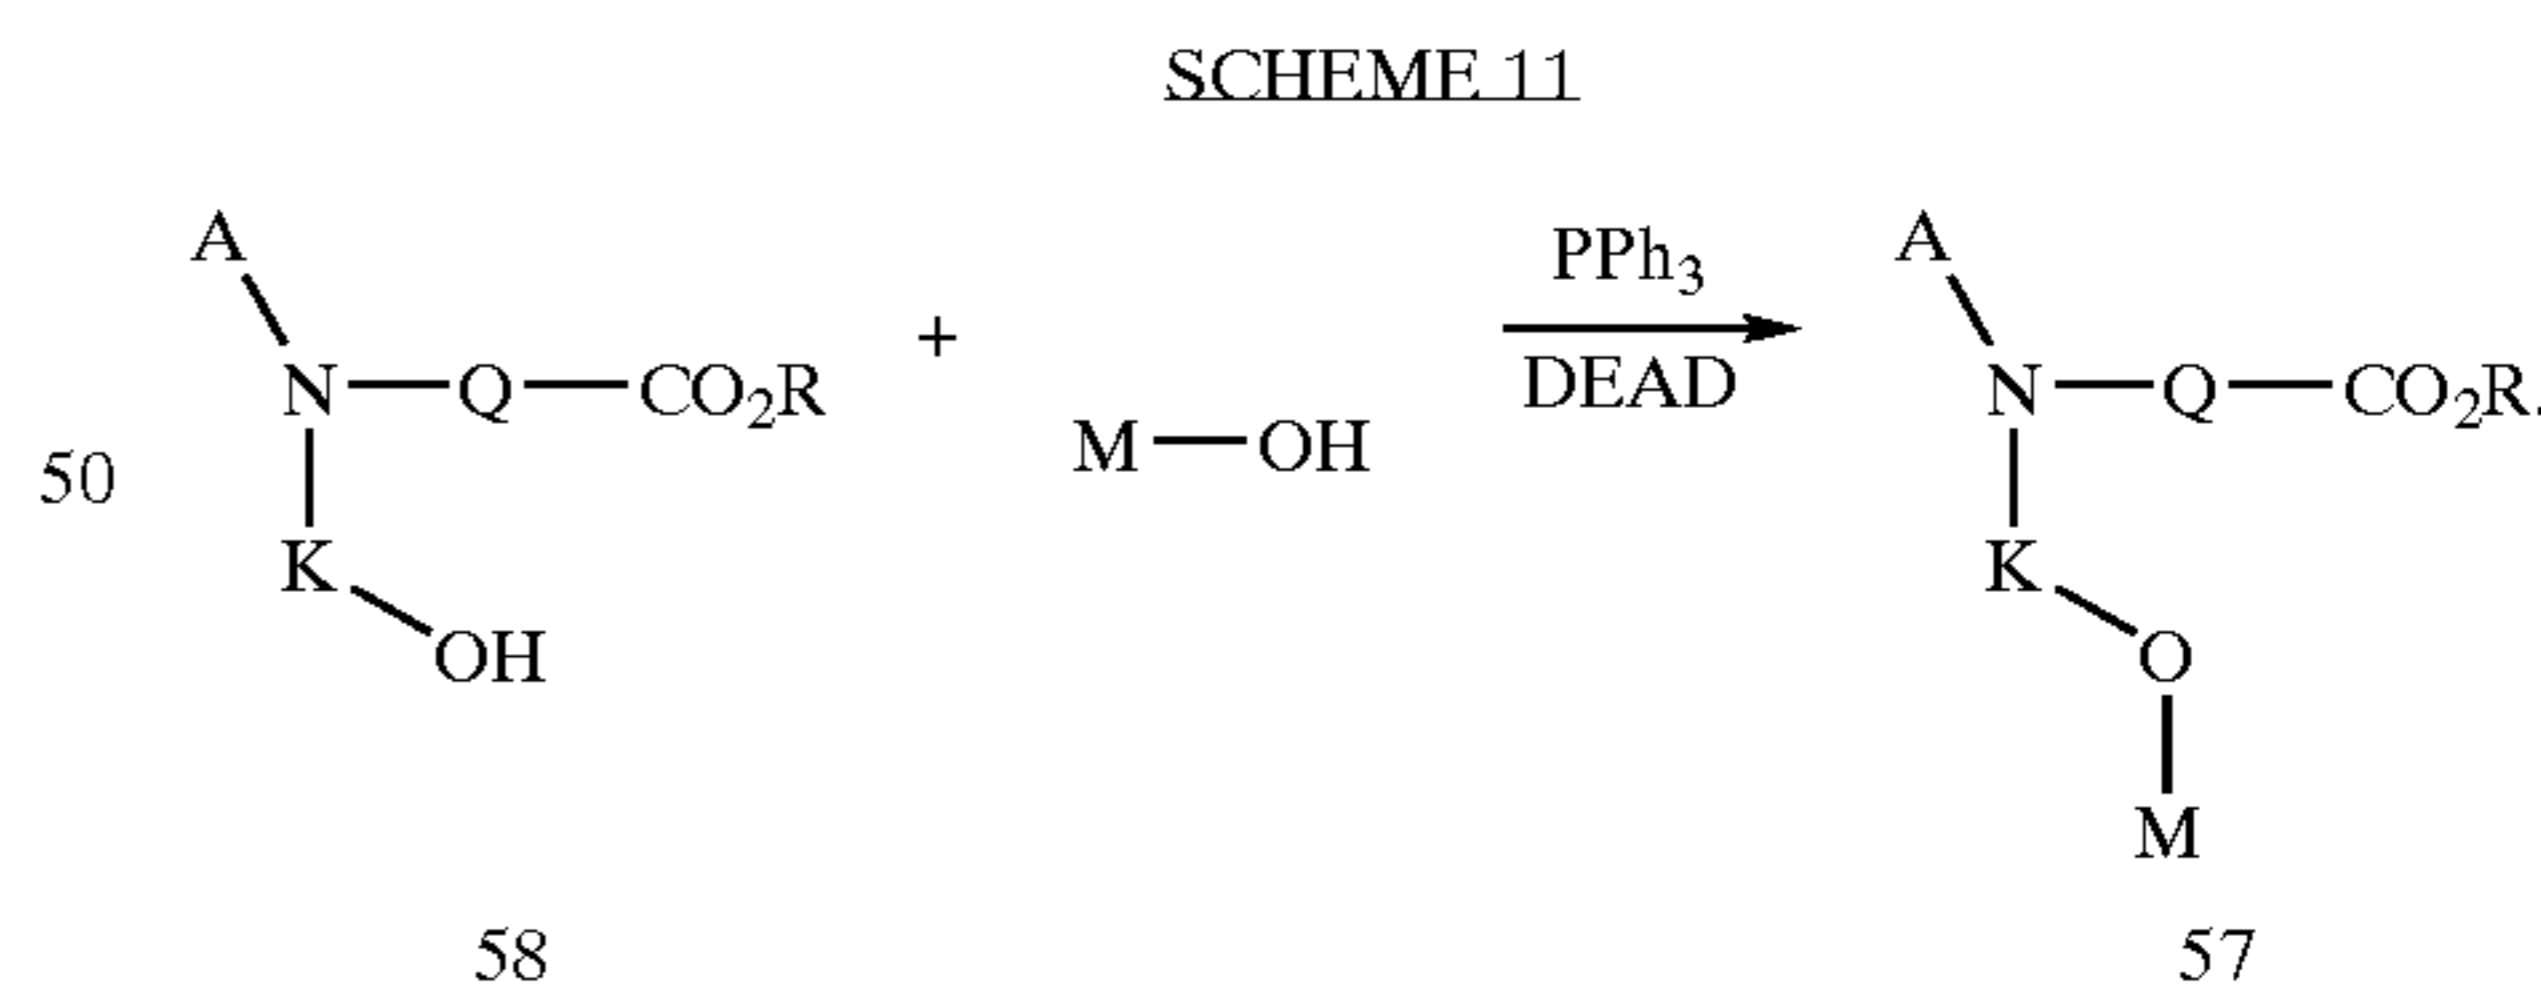 SCHEME 11
A
PPh3
A
N—Q—CO2R
+
M—OH
DEAD
N—Q—CO2R.
50
K
K
OH
O
M
58
57